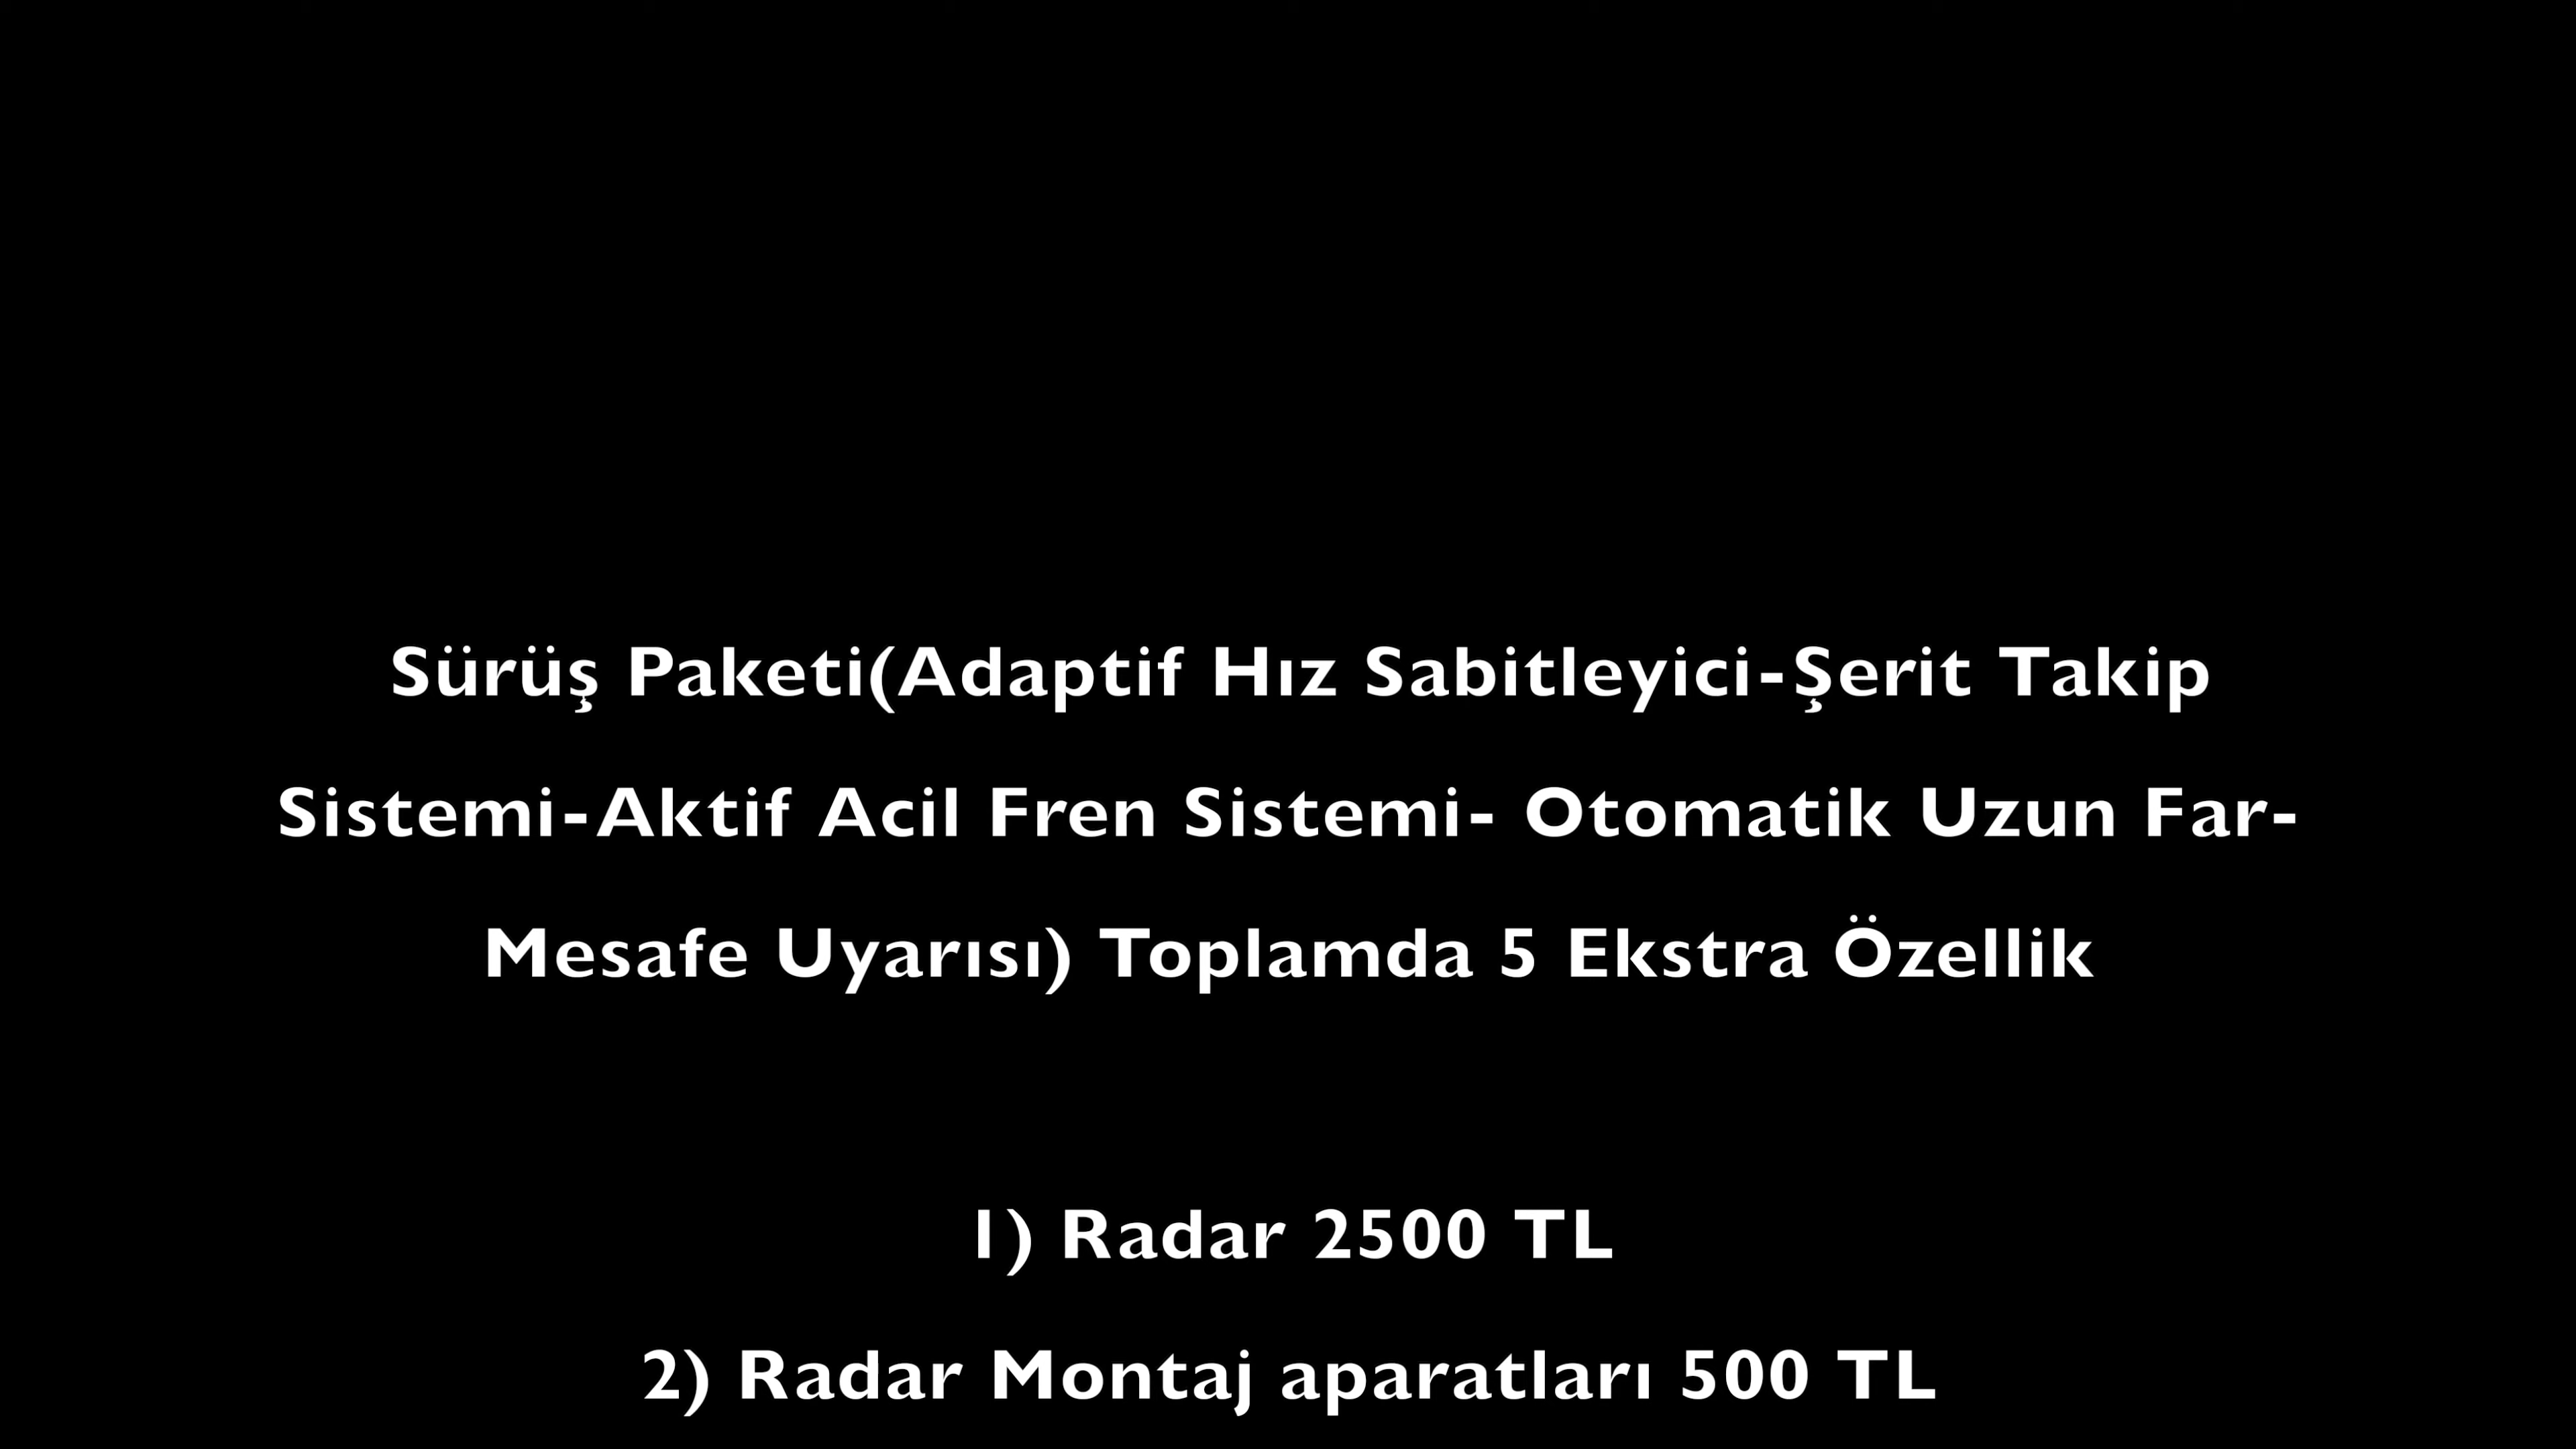 Sürüş Paketi(Adaptif Hız Sabitleyici-Şerit Takip
Sistemi-Aktif Acil Fren Sistemi- Otomatik Uzun Far-
Mesafe Uyarısı) Toplamda 5 Ekstra Özellik
1) Radar 2500 TL
2) Radar Montaj aparatları 500 TL